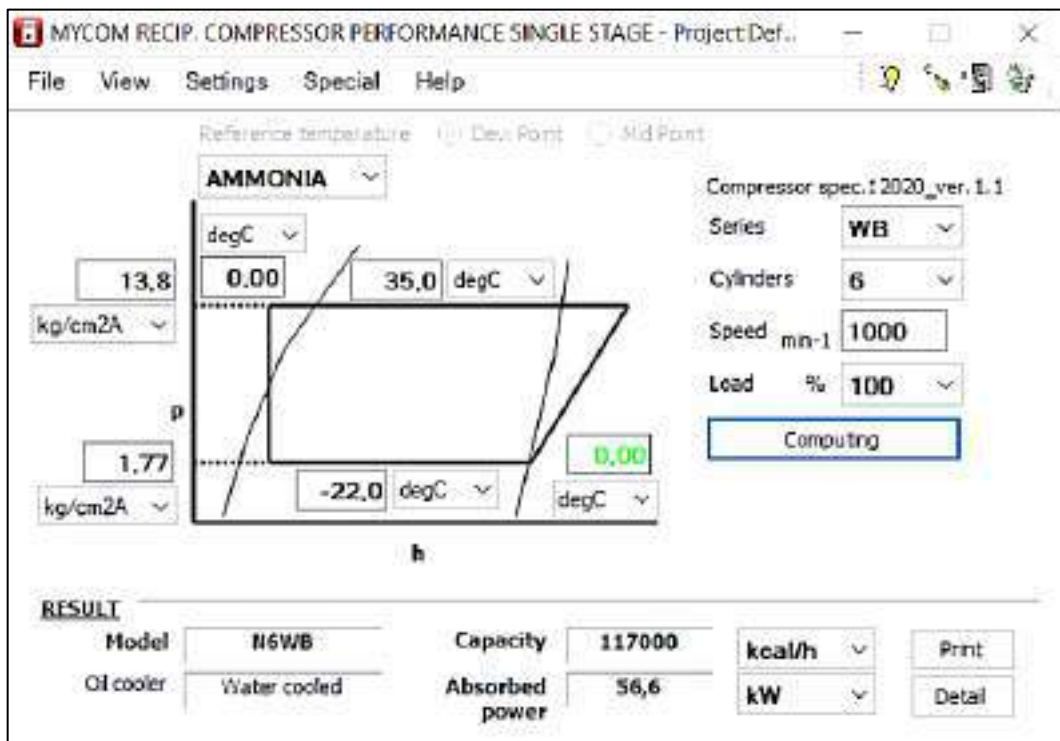 MYCOM RECIP. COMPRESSOR PERFORMANCE SINGLE STAGE - Project Def..
File View Settings Special Help
Reference temperature Dew Point Mid Point
AMMONIA
Compressor spec.:2020_ver.1.1
degC
Series WB
13,8 0.00 35,0 degC
Cylinders 6
kg/cm2A
Speed min-1 1000
Load % 100
p
Computing
1,77 0,00
-22,0 degC
kg/cm2A degC
h
RESULT
Model N6WB Capacity 117000 kcal/h Print
Oil cooler Water cooled Absorbed power 56,6 kW Detail